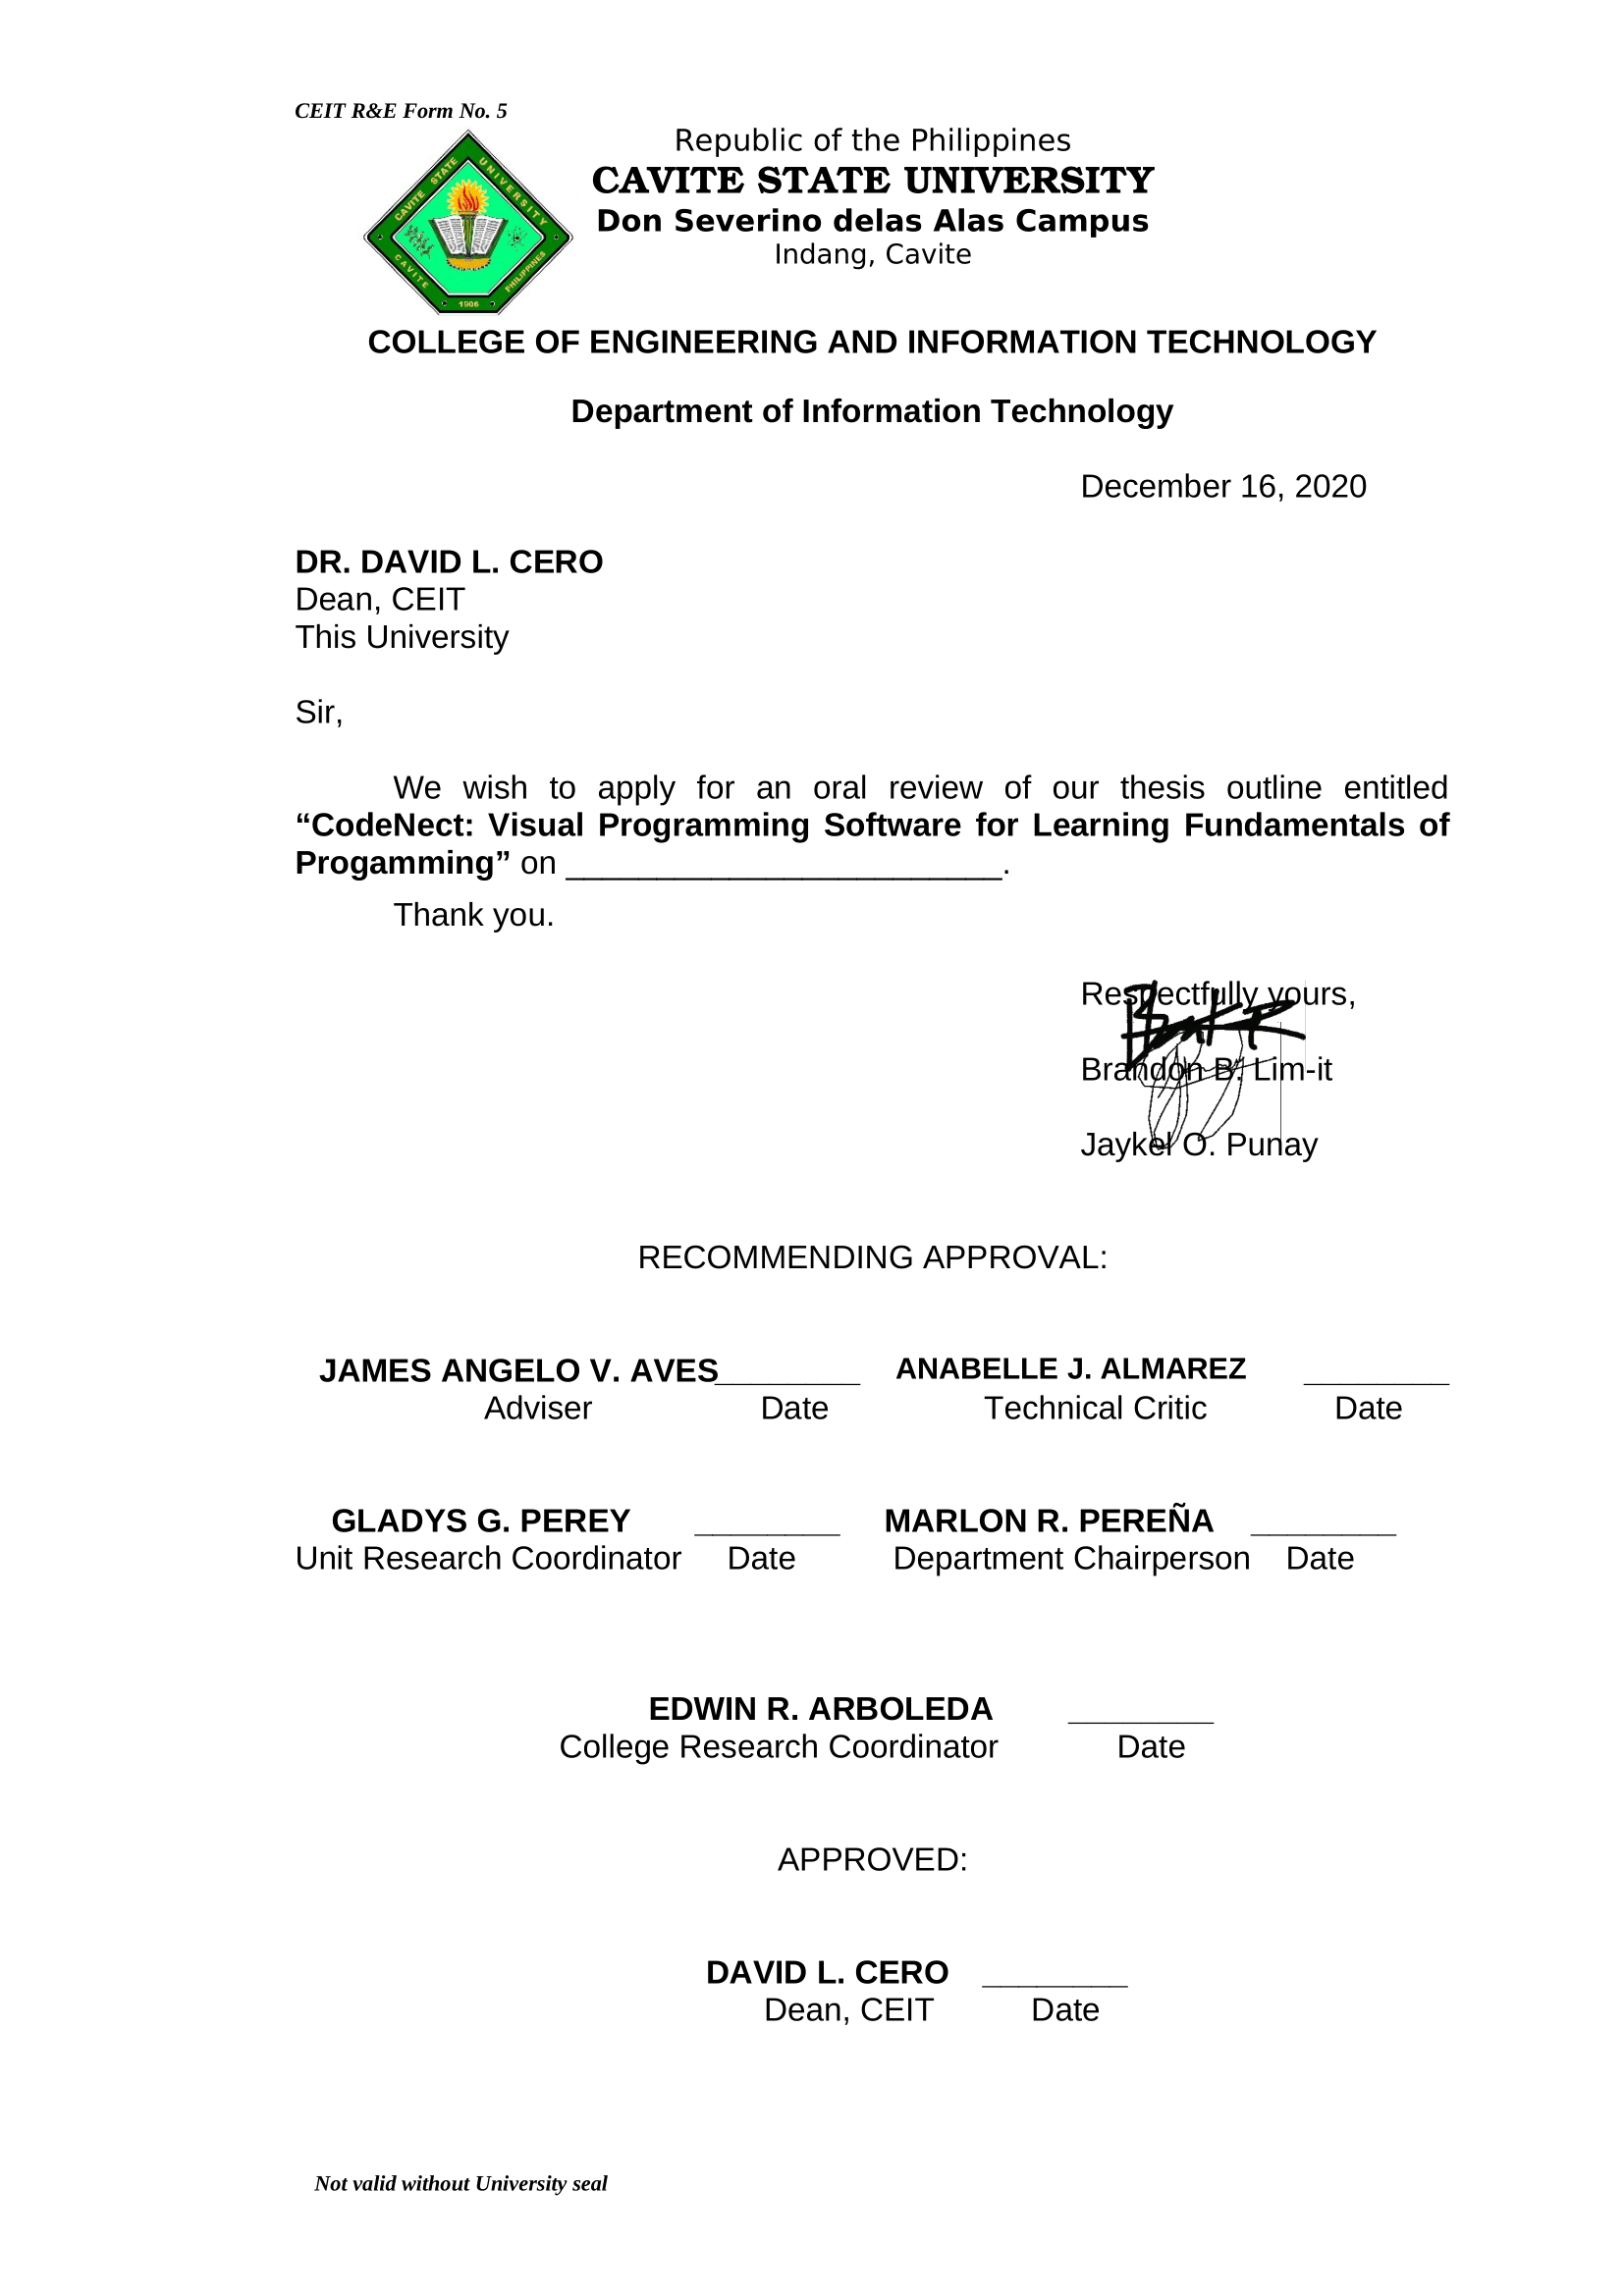 CEIT R&E Form No. 5
Republic of the Philippines
CAVITE STATE UNIVERSITY
Don Severino delas Alas Campus
Indang, Cavite
CAVITE STATE UNIVERSITY
CAVITE PHILIPPINES
1906
COLLEGE OF ENGINEERING AND INFORMATION TECHNOLOGY
Department of Information Technology
December 16, 2020
DR. DAVID L. CERO
Dean, CEIT
This University
Sir,
We wish to apply for an oral review of our thesis outline entitled
“CodeNect: Visual Programming Software for Learning Fundamentals of
Progamming” on ________________________.
Thank you.
Respectfully yours,
Brandon B. Lim-it
Jaykel O. Punay
RECOMMENDING APPROVAL:
JAMES ANGELO V. AVES________ ANABELLE J. ALMAREZ ________
Adviser Date Technical Critic Date
GLADYS G. PEREY ________ MARLON R. PEREÑA ________
Unit Research Coordinator Date Department Chairperson Date
EDWIN R. ARBOLEDA ________
College Research Coordinator Date
APPROVED:
DAVID L. CERO ________
Dean, CEIT Date
Not valid without University seal